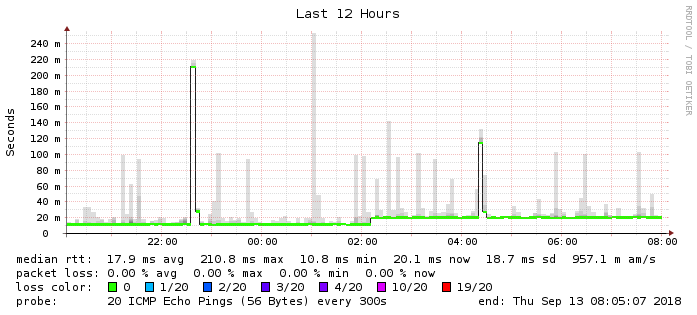 Last 12 Hours
RRDTOOL / TOBI OETIKER
Seconds
240 m
220 m
200 m
180 m
160 m
140 m
120 m
100 m
80 m
60 m
40 m
20 m
0
22:00 00:00 02:00 04:00 06:00 08:00
median rtt: 17.9 ms avg 210.8 ms max 10.8 ms min 20.1 ms now 18.7 ms sd 957.1 m am/s
packet loss: 0.00 % avg 0.00 % max 0.00 % min 0.00 % now
loss color: 0 1/20 2/20 3/20 4/20 10/20 19/20
probe: 20 ICMP Echo Pings (56 Bytes) every 300s end: Thu Sep 13 08:05:07 2018